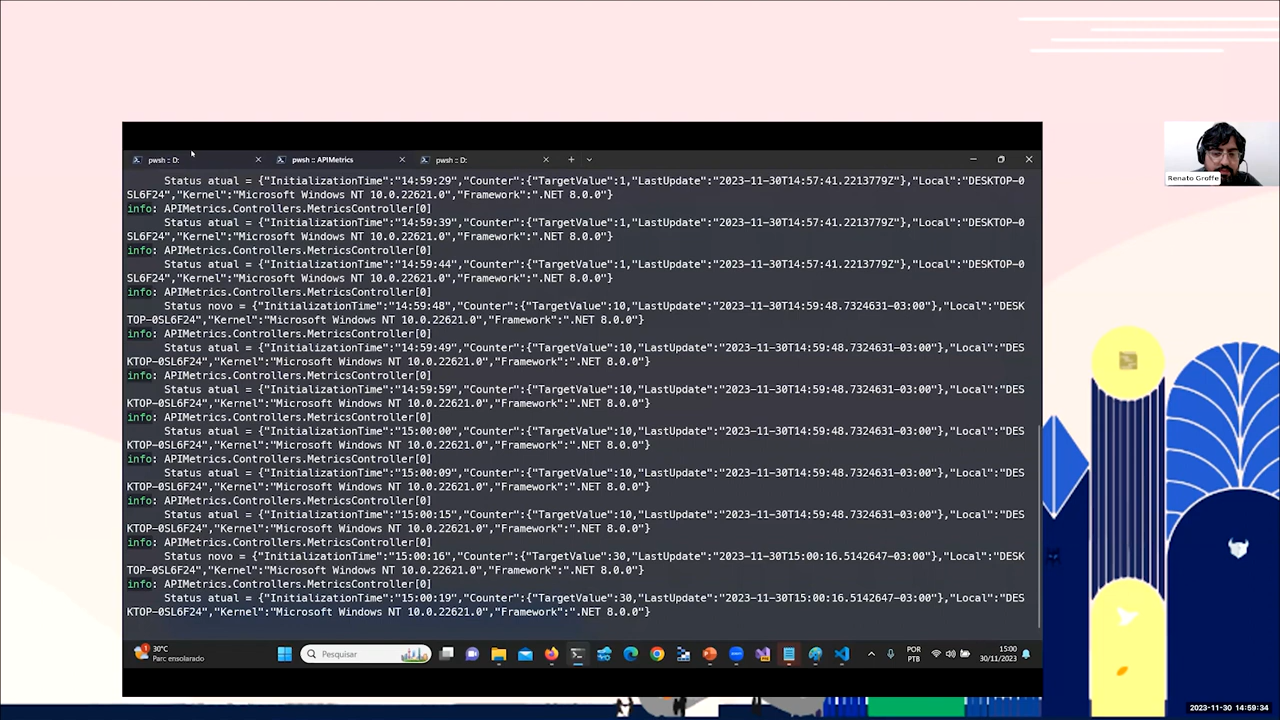 pwsh :: D:
pwsh :: APIMetrics
pwsh :: D:
Status atual = {"InitializationTime":"14:59:29","Counter":{"TargetValue":1,"LastUpdate":"2023-11-30T14:57:41.2213779Z"},"Local":"DESKTOP-0
SL6F24","Kernel":"Microsoft Windows NT 10.0.22621.0","Framework":".NET 8.0.0"}
info: APIMetrics.Controllers.MetricsController[0]
Status atual = {"InitializationTime":"14:59:39","Counter":{"TargetValue":1,"LastUpdate":"2023-11-30T14:57:41.2213779Z"},"Local":"DESKTOP-0
SL6F24","Kernel":"Microsoft Windows NT 10.0.22621.0","Framework":".NET 8.0.0"}
info: APIMetrics.Controllers.MetricsController[0]
Status atual = {"InitializationTime":"14:59:44","Counter":{"TargetValue":1,"LastUpdate":"2023-11-30T14:57:41.2213779Z"},"Local":"DESKTOP-0
SL6F24","Kernel":"Microsoft Windows NT 10.0.22621.0","Framework":".NET 8.0.0"}
info: APIMetrics.Controllers.MetricsController[0]
Status novo = {"InitializationTime":"14:59:48","Counter":{"TargetValue":10,"LastUpdate":"2023-11-30T14:59:48.7324631-03:00"},"Local":"DESK
TOP-0SL6F24","Kernel":"Microsoft Windows NT 10.0.22621.0","Framework":".NET 8.0.0"}
info: APIMetrics.Controllers.MetricsController[0]
Status atual = {"InitializationTime":"14:59:49","Counter":{"TargetValue":10,"LastUpdate":"2023-11-30T14:59:48.7324631-03:00"},"Local":"DES
KTOP-0SL6F24","Kernel":"Microsoft Windows NT 10.0.22621.0","Framework":".NET 8.0.0"}
info: APIMetrics.Controllers.MetricsController[0]
Status atual = {"InitializationTime":"14:59:59","Counter":{"TargetValue":10,"LastUpdate":"2023-11-30T14:59:48.7324631-03:00"},"Local":"DES
KTOP-0SL6F24","Kernel":"Microsoft Windows NT 10.0.22621.0","Framework":".NET 8.0.0"}
info: APIMetrics.Controllers.MetricsController[0]
Status atual = {"InitializationTime":"15:00:00","Counter":{"TargetValue":10,"LastUpdate":"2023-11-30T14:59:48.7324631-03:00"},"Local":"DES
KTOP-0SL6F24","Kernel":"Microsoft Windows NT 10.0.22621.0","Framework":".NET 8.0.0"}
info: APIMetrics.Controllers.MetricsController[0]
Status atual = {"InitializationTime":"15:00:09","Counter":{"TargetValue":10,"LastUpdate":"2023-11-30T14:59:48.7324631-03:00"},"Local":"DES
KTOP-0SL6F24","Kernel":"Microsoft Windows NT 10.0.22621.0","Framework":".NET 8.0.0"}
info: APIMetrics.Controllers.MetricsController[0]
Status atual = {"InitializationTime":"15:00:15","Counter":{"TargetValue":10,"LastUpdate":"2023-11-30T14:59:48.7324631-03:00"},"Local":"DES
KTOP-0SL6F24","Kernel":"Microsoft Windows NT 10.0.22621.0","Framework":".NET 8.0.0"}
info: APIMetrics.Controllers.MetricsController[0]
Status novo = {"InitializationTime":"15:00:16","Counter":{"TargetValue":30,"LastUpdate":"2023-11-30T15:00:16.5142647-03:00"},"Local":"DESK
TOP-0SL6F24","Kernel":"Microsoft Windows NT 10.0.22621.0","Framework":".NET 8.0.0"}
info: APIMetrics.Controllers.MetricsController[0]
Status atual = {"InitializationTime":"15:00:19","Counter":{"TargetValue":30,"LastUpdate":"2023-11-30T15:00:16.5142647-03:00"},"Local":"DES
KTOP-0SL6F24","Kernel":"Microsoft Windows NT 10.0.22621.0","Framework":".NET 8.0.0"}
Renato Groffe
1
30°C
Parc ensolarado
Pesquisar
POR
PTB
15:00
30/11/2023
2023-11-30 14:59:34